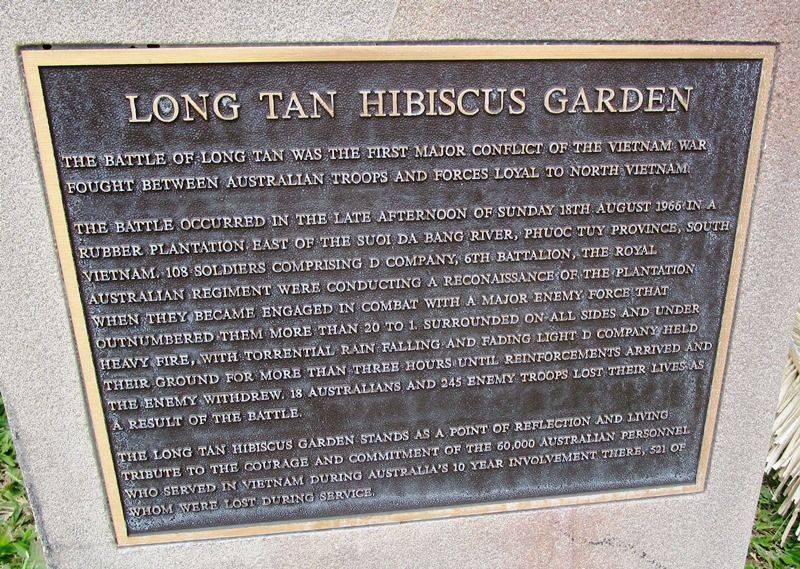 LONG TAN HIBISCUS GARDEN
THE BATTLE OF LONG TAN WAS THE FIRST MAJOR CONFLICT OF THE VIETNAM WAR
FOUGHT BETWEEN AUSTRALIAN TROOPS AND FORCES LOYAL TO NORTH VIETNAM.
THE BATTLE OCCURRED IN THE LATE AFTERNOON OF SUNDAY 18TH AUGUST 1966 IN A
RUBBER PLANTATION EAST OF THE SUOI DA BANG RIVER, PHUOC TUY PROVINCE, SOUTH
VIETNAM. 108 SOLDIERS COMPRISING D COMPANY, 6TH BATTALION, THE ROYAL
AUSTRALIAN REGIMENT WERE CONDUCTING A RECONAISSANCE OF THE PLANTATION
WHEN THEY BECAME ENGAGED IN COMBAT WITH A MAJOR ENEMY FORCE THAT
OUTNUMBERED THEM MORE THAN 20 TO 1. SURROUNDED ON ALL SIDES AND UNDER
HEAVY FIRE, WITH TORRENTIAL RAIN FALLING AND FADING LIGHT D COMPANY HELD
THEIR GROUND FOR MORE THAN THREE HOURS UNTIL REINFORCEMENTS ARRIVED AND
THE ENEMY WITHDREW. 18 AUSTRALIANS AND 245 ENEMY TROOPS LOST THEIR LIVES AS
A RESULT OF THE BATTLE.
THE LONG TAN HIBISCUS GARDEN STANDS AS A POINT OF REFLECTION AND LIVING
TRIBUTE TO THE COURAGE AND COMMITMENT OF THE 60,000 AUSTRALIAN PERSONNEL
WHO SERVED IN VIETNAM DURING AUSTRALIA'S 10 YEAR INVOLVEMENT THERE, 521 OF
WHOM WERE LOST DURING SERVICE.